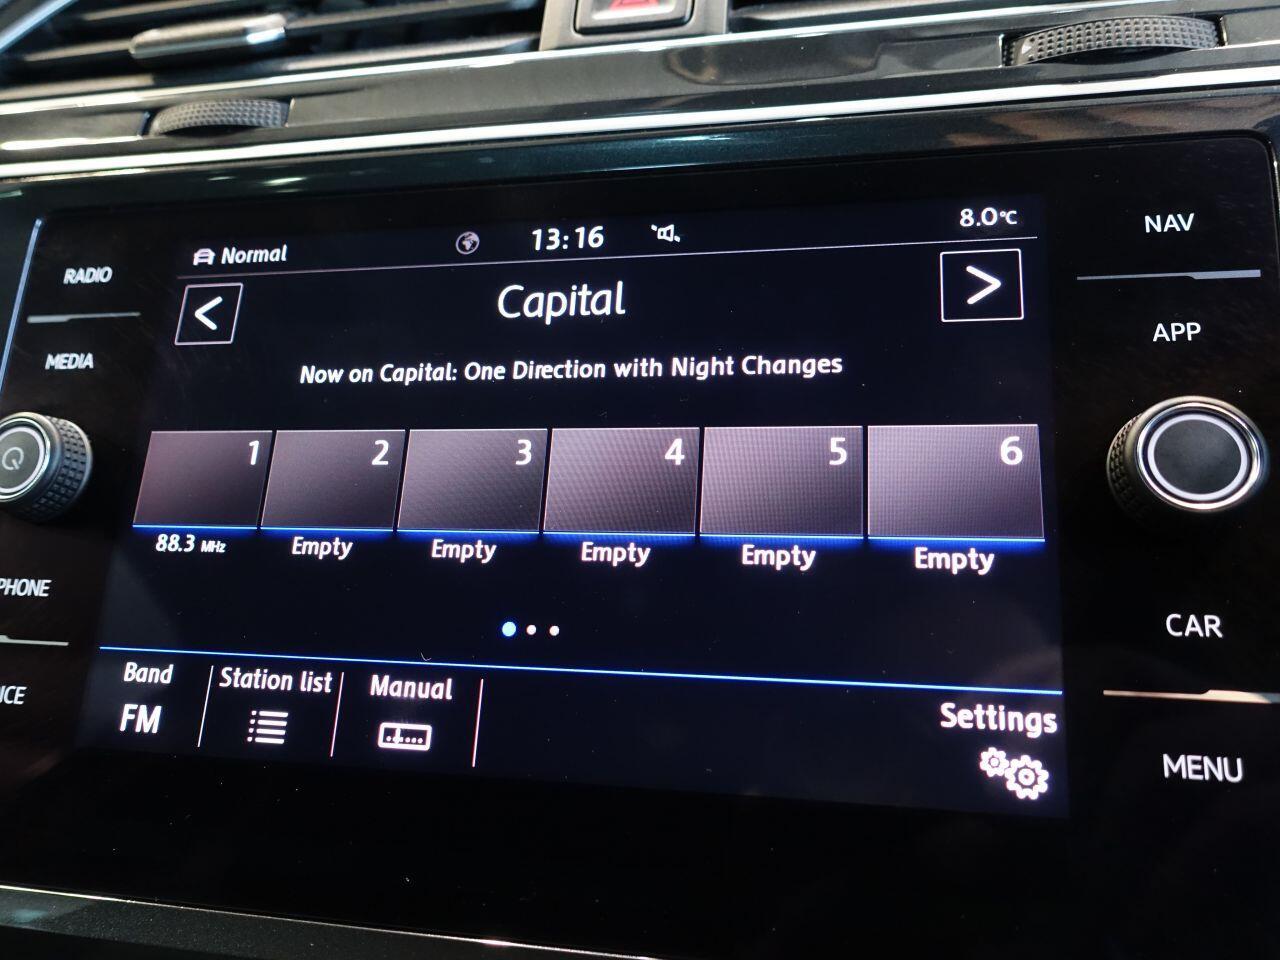 NAV
Normal
13:16
8.0°C
RADIO
<
Capital
>
APP
MEDIA
Now on Capital: One Direction with Night Changes
1 2 3 4 5 6
88.3 MHz Empty Empty Empty Empty Empty
PHONE
CAR
Band
Station list
Manual
FM
Settings
MENU